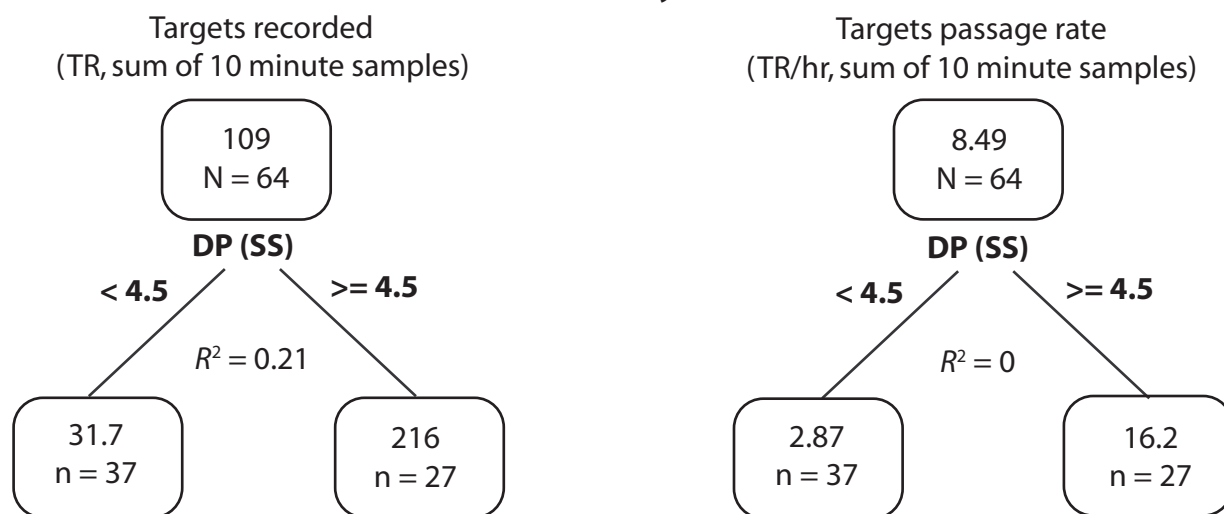 Targets recorded
(TR, sum of 10 minute samples)
109
N = 64
DP (SS)
< 4.5
>= 4.5
R² = 0.21
31.7
n = 37
216
n = 27
Targets passage rate
(TR/hr, sum of 10 minute samples)
8.49
N = 64
DP (SS)
< 4.5
>= 4.5
R² = 0
2.87
n = 37
16.2
n = 27